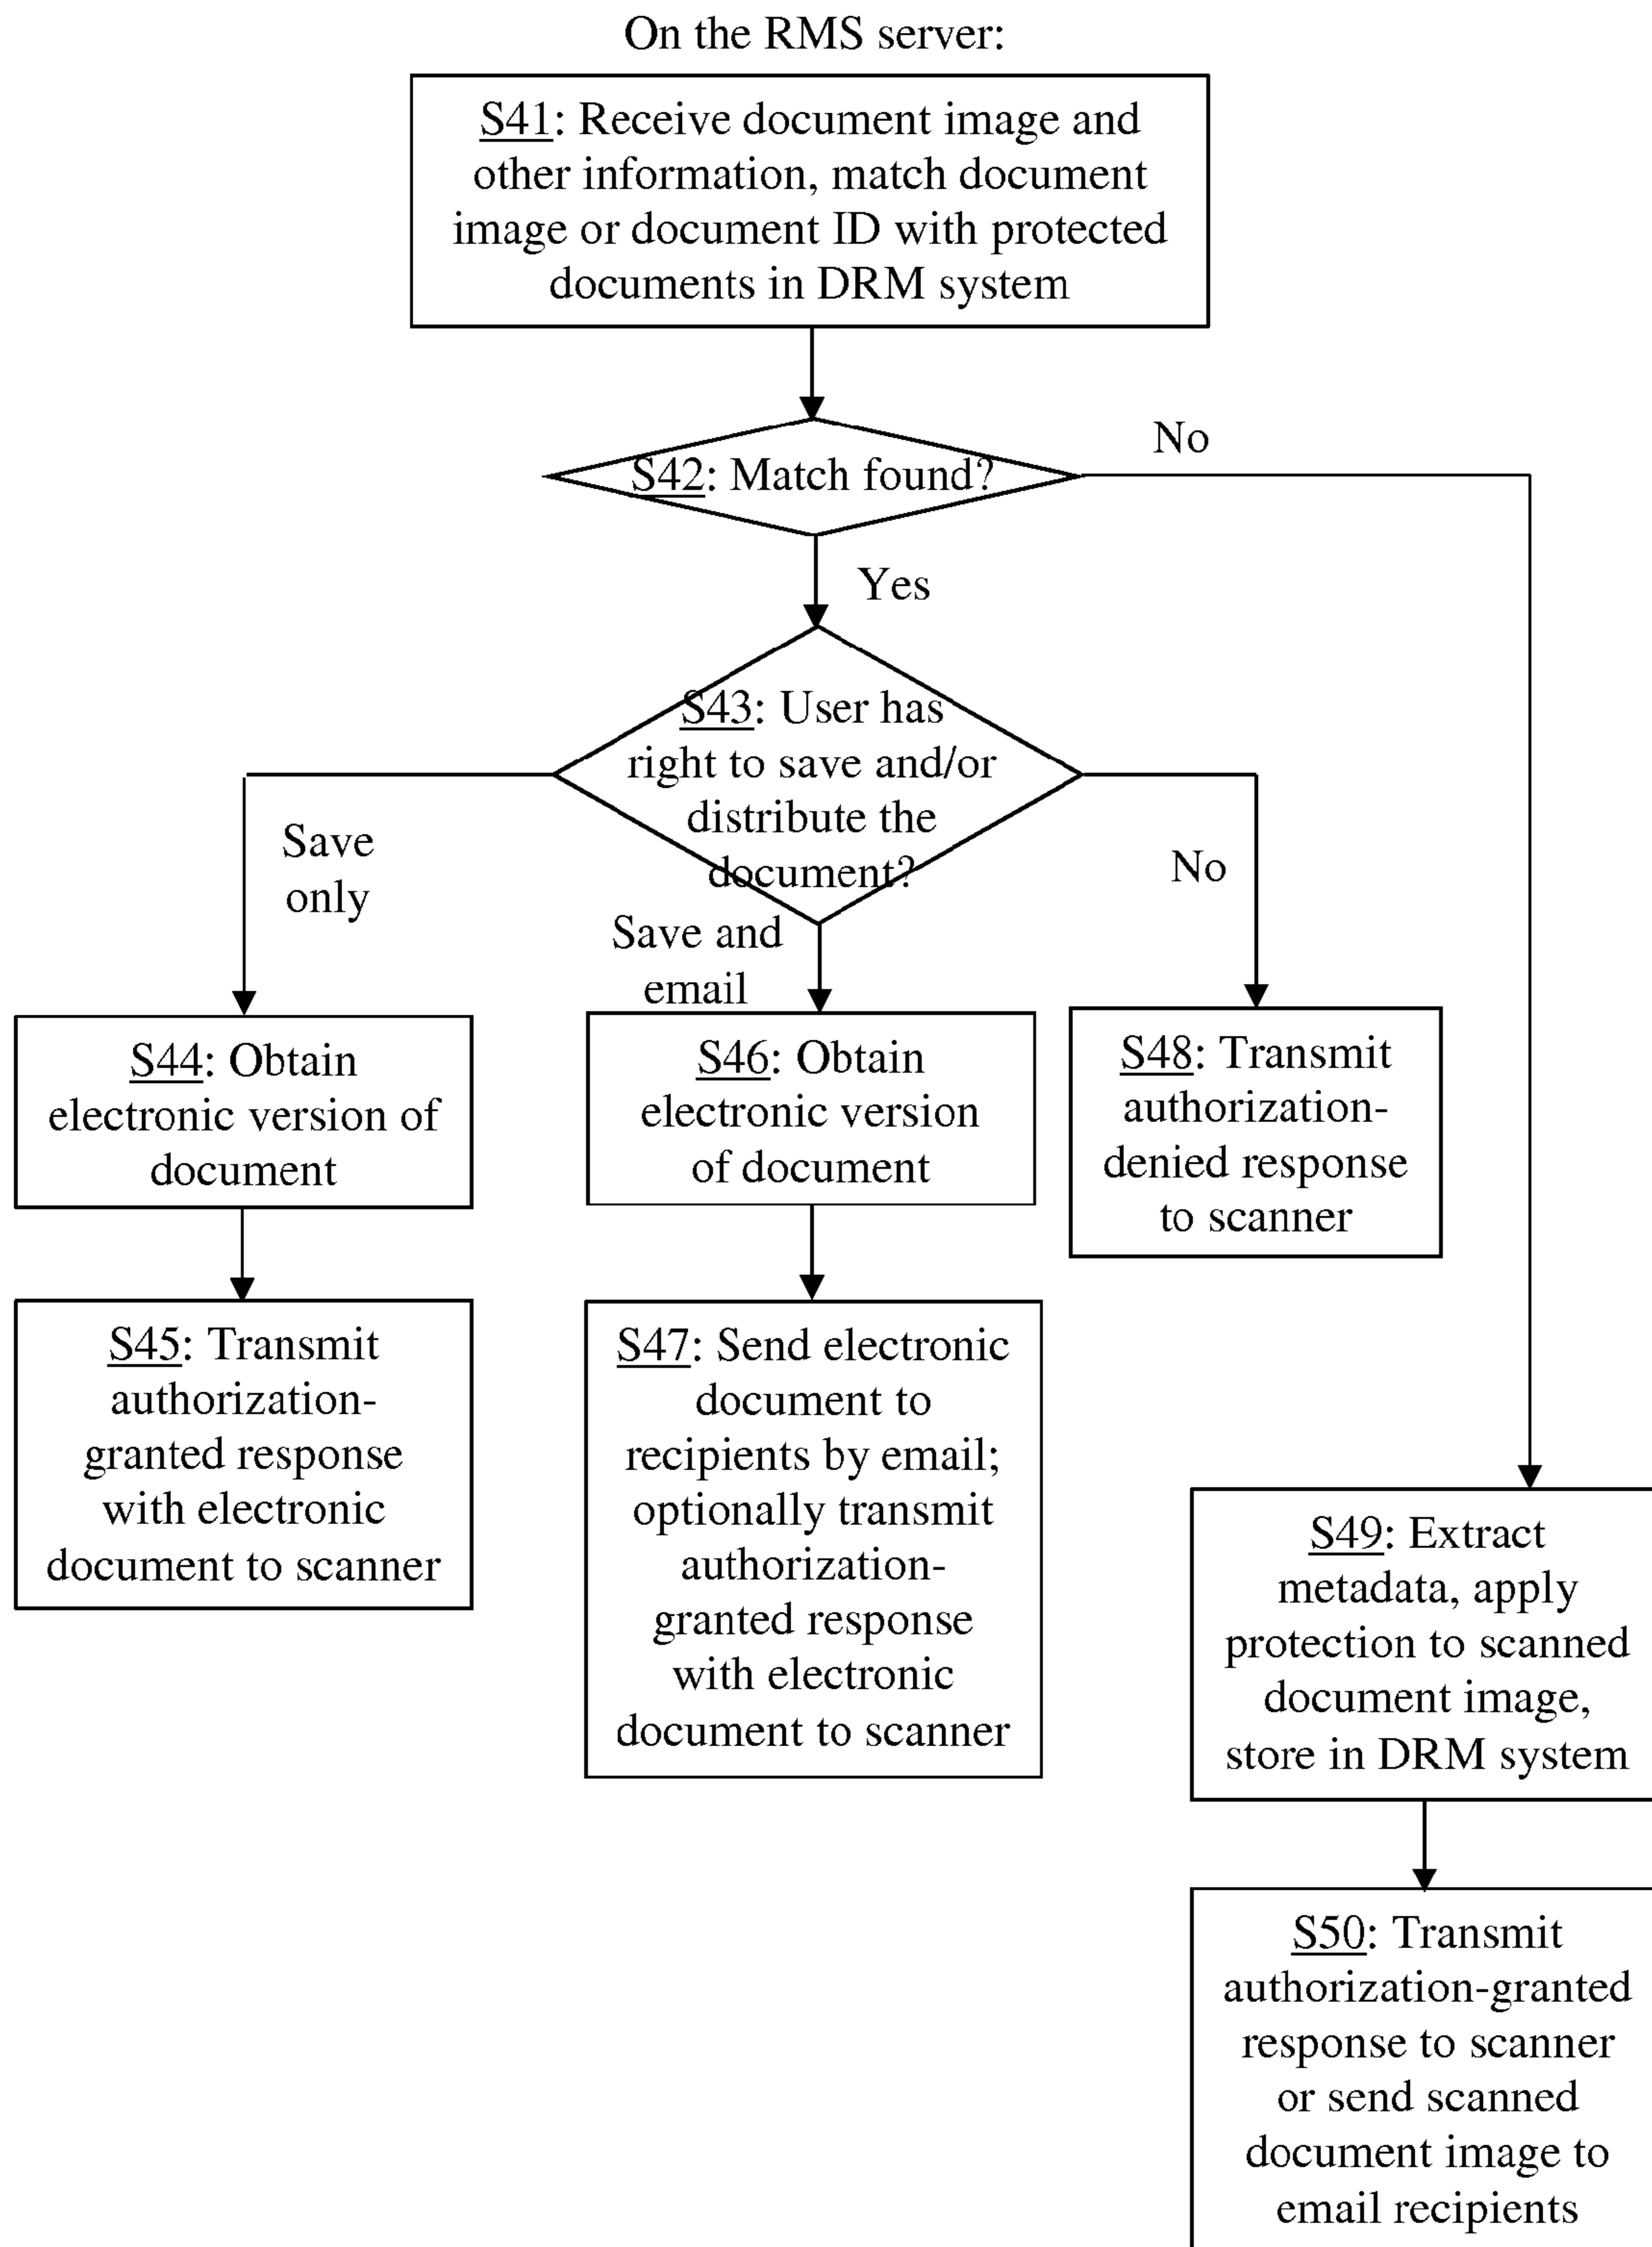 On the RMS server:
S41: Receive document image and
other information, match document
image or document ID with protected
documents in DRM system
S42: Match found?
No
Yes
S43: User has
right to save and/or
distribute the
document?
Save
only
Save and
email
No
S44: Obtain
electronic version of
document
S46: Obtain
electronic version
of document
S48: Transmit
authorization-
denied response
to scanner
S45: Transmit
authorization-
granted response
with electronic
document to scanner
S47: Send electronic
document to
recipients by email;
optionally transmit
authorization-
granted response
with electronic
document to scanner
S49: Extract
metadata, apply
protection to scanned
document image,
store in DRM system
S50: Transmit
authorization-granted
response to scanner
or send scanned
document image to
email recipients